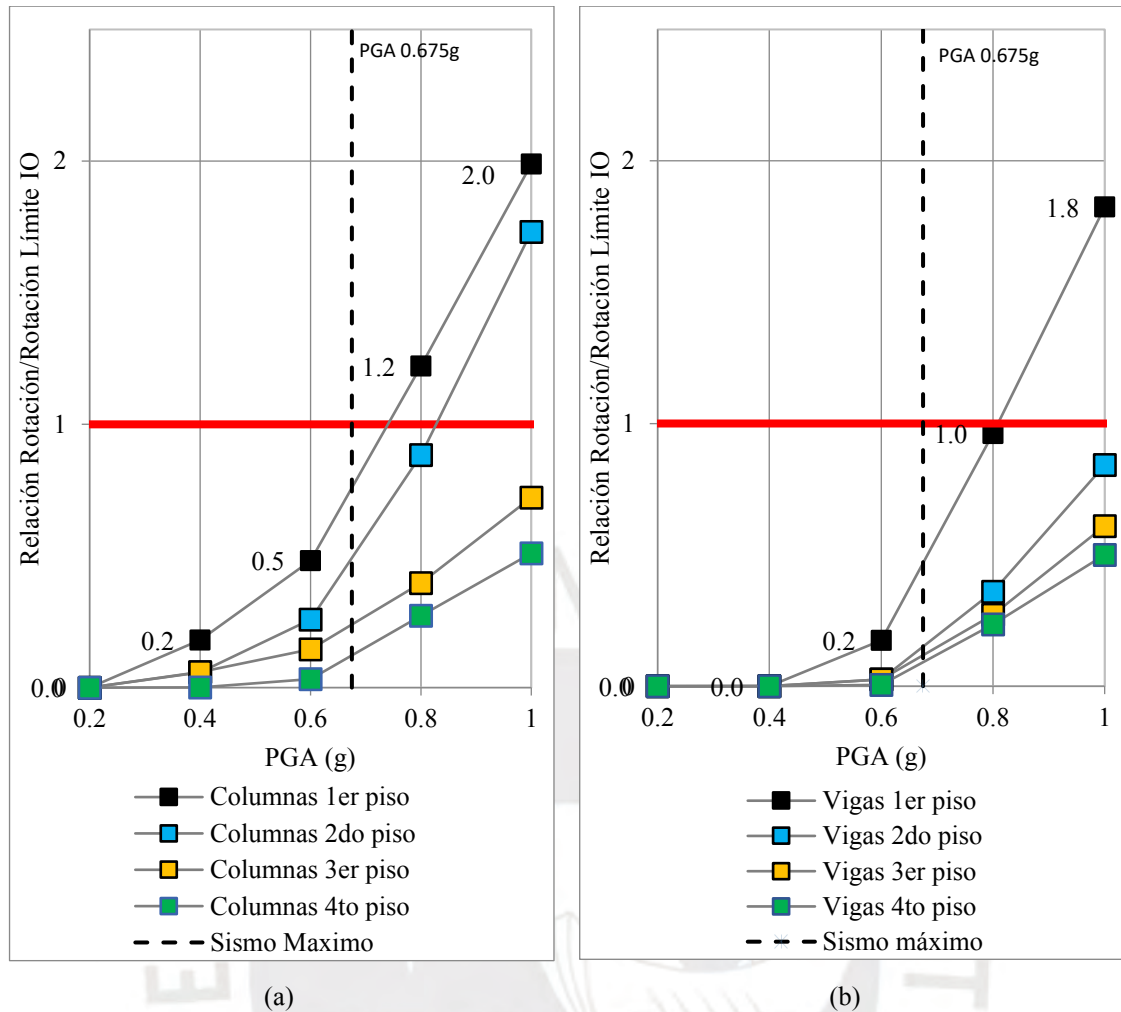 PGA 0.675g
Relación Rotación/Rotación Límite IO
2
1
0
0.0
0.2
0.5
1.2
2.0
0.2
0.4
0.6
0.8
1
PGA (g)
Columnas 1er piso
Columnas 2do piso
Columnas 3er piso
Columnas 4to piso
Sismo Maximo
(a)
PGA 0.675g
Relación Rotación/Rotación Límite IO
2
1
0
0.0
0.2
1.0
1.8
0.2
0.4
0.6
0.8
1
PGA (g)
Vigas 1er piso
Vigas 2do piso
Vigas 3er piso
Vigas 4to piso
Sismo máximo
(b)
E
N
T